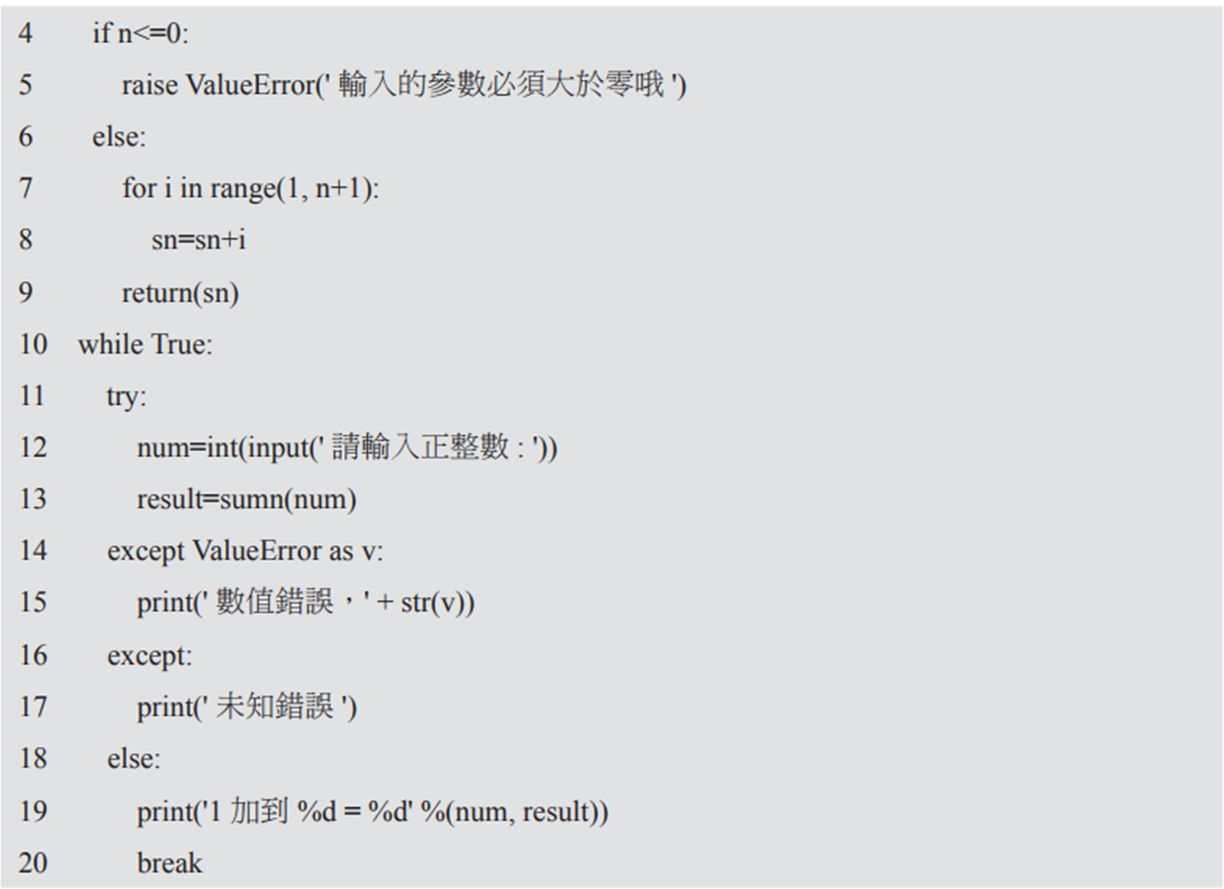 4 if n<=0:
5 raise ValueError(' 輸入的參數必須大於零哦 ')
6 else:
7 for i in range(1, n+1):
8 sn=sn+i
9 return(sn)
10 while True:
11 try:
12 num=int(input(' 請輸入正整數 : '))
13 result=sumn(num)
14 except ValueError as v:
15 print(' 數值錯誤，' + str(v))
16 except:
17 print(' 未知錯誤 ')
18 else:
19 print('1 加到 %d = %d' %(num, result))
20 break